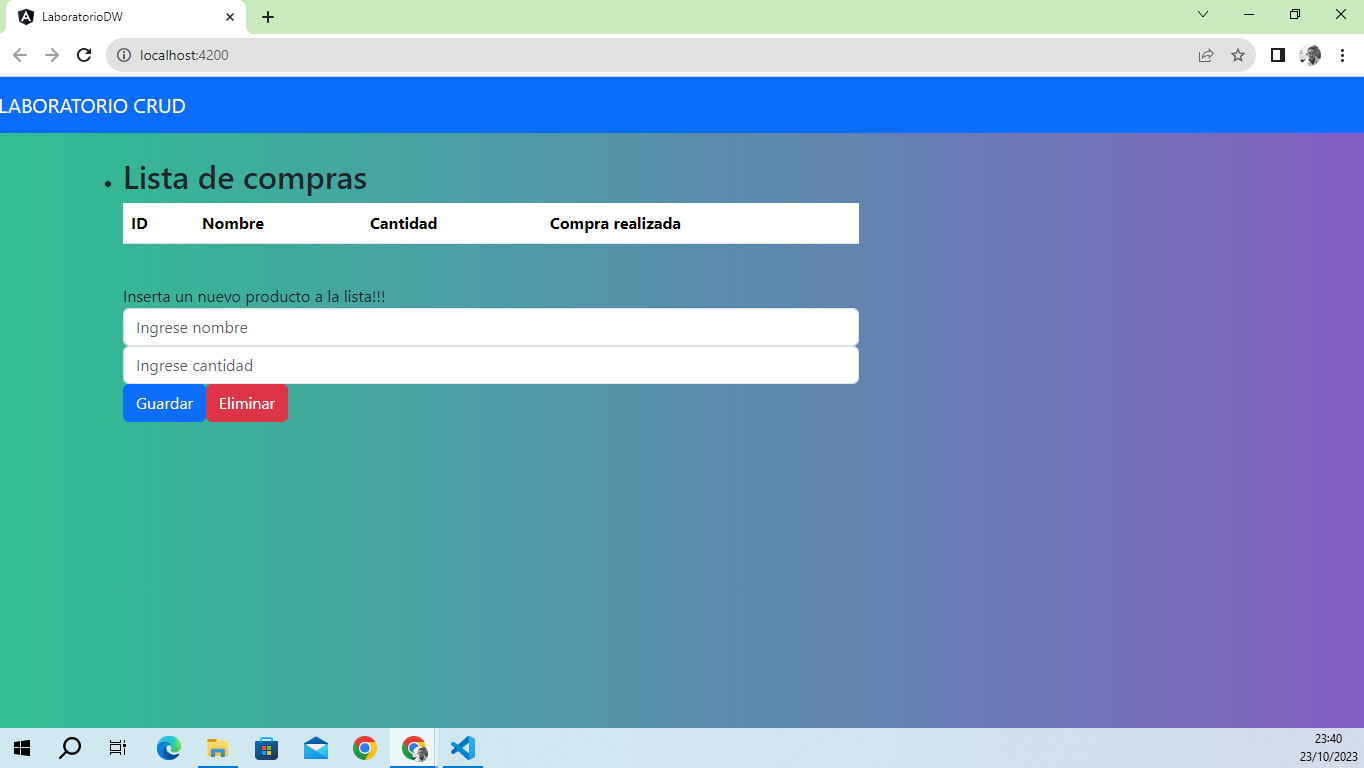 LaboratorioDW
localhost:4200
LABORATORIO CRUD
Lista de compras
ID Nombre Cantidad Compra realizada
Inserta un nuevo producto a la lista!!!
Ingrese nombre
Ingrese cantidad
Guardar Eliminar
23:40
23/10/2023